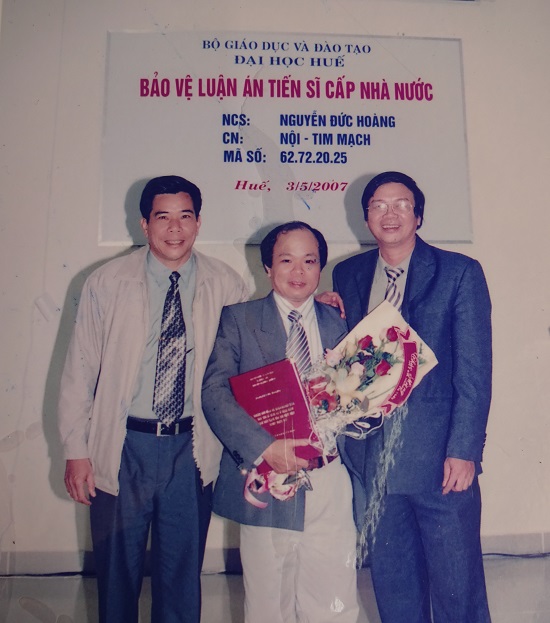 BỘ GIÁO DỤC VÀ ĐÀO TẠO
ĐẠI HỌC HUẾ
BẢO VỆ LUẬN ÁN TIẾN SĨ CẤP NHÀ NƯỚC
NCS: NGUYỄN ĐỨC HOÀNG
CN: NỘI - TIM MẠCH
MÃ SỐ: 62.72.20.25
Huế, 3/5/2007